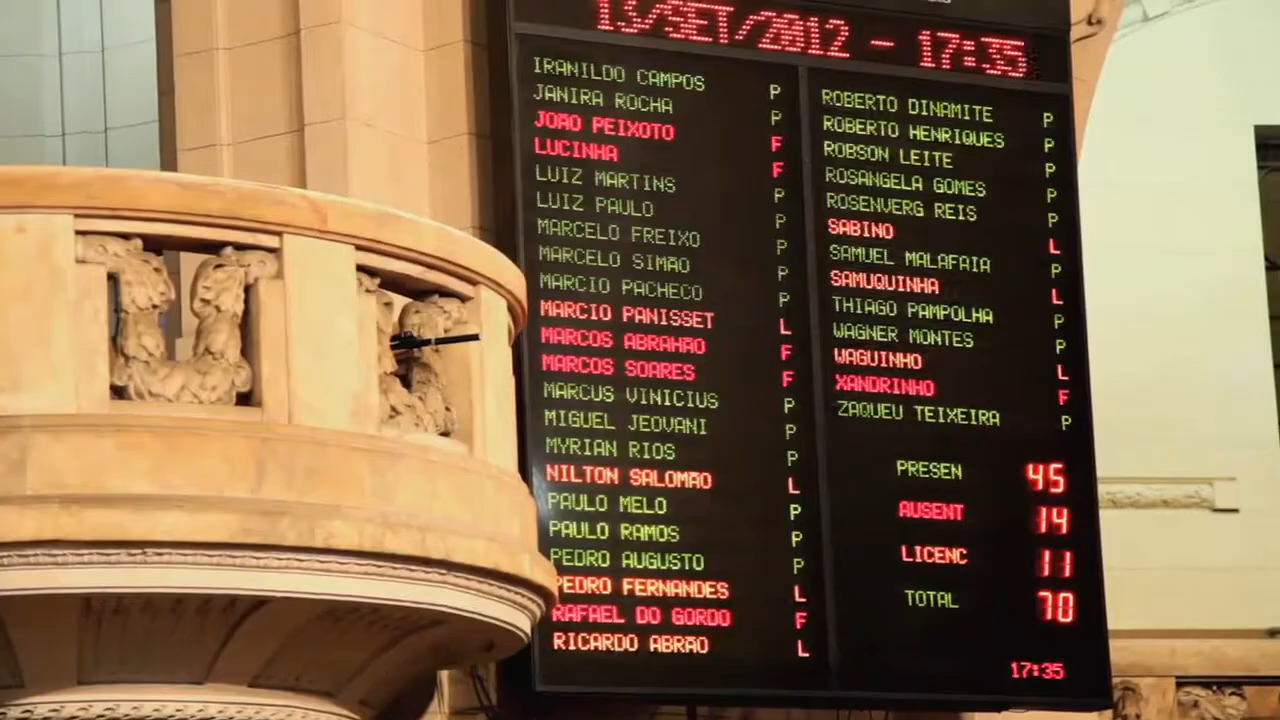 13/SET/2012 - 17:35
IRANILDO CAMPOS P
JANIRA ROCHA P
JOAO PEIXOTO F
LUCINHA F
LUIZ MARTINS P
LUIZ PAULO P
MARCELO FREIXO P
MARCELO SIMÃO P
MARCIO PACHECO P
MARCIO PANISSET L
MARCOS ABRAHÃO F
MARCOS SOARES F
MARCUS VINICIUS P
MIGUEL JEOVANI P
MYRIAN RIOS P
NILTON SALOMÃO L
PAULO MELO P
PAULO RAMOS P
PEDRO AUGUSTO P
PEDRO FERNANDES L
RAFAEL DO GORDO F
RICARDO ABRÃO L
ROBERTO DINAMITE P
ROBERTO HENRIQUES P
ROBSON LEITE P
ROSANGELA GOMES P
ROSENVERG REIS P
SABINO L
SAMUEL MALAFAIA P
SAMUQUINHA L
THIAGO PAMPOLHA P
WAGNER MONTES P
WAGUINHO L
XANDRINHO F
ZAQUEU TEIXEIRA P
PRESEN 45
AUSENT 14
LICENC 11
TOTAL 70
17:35